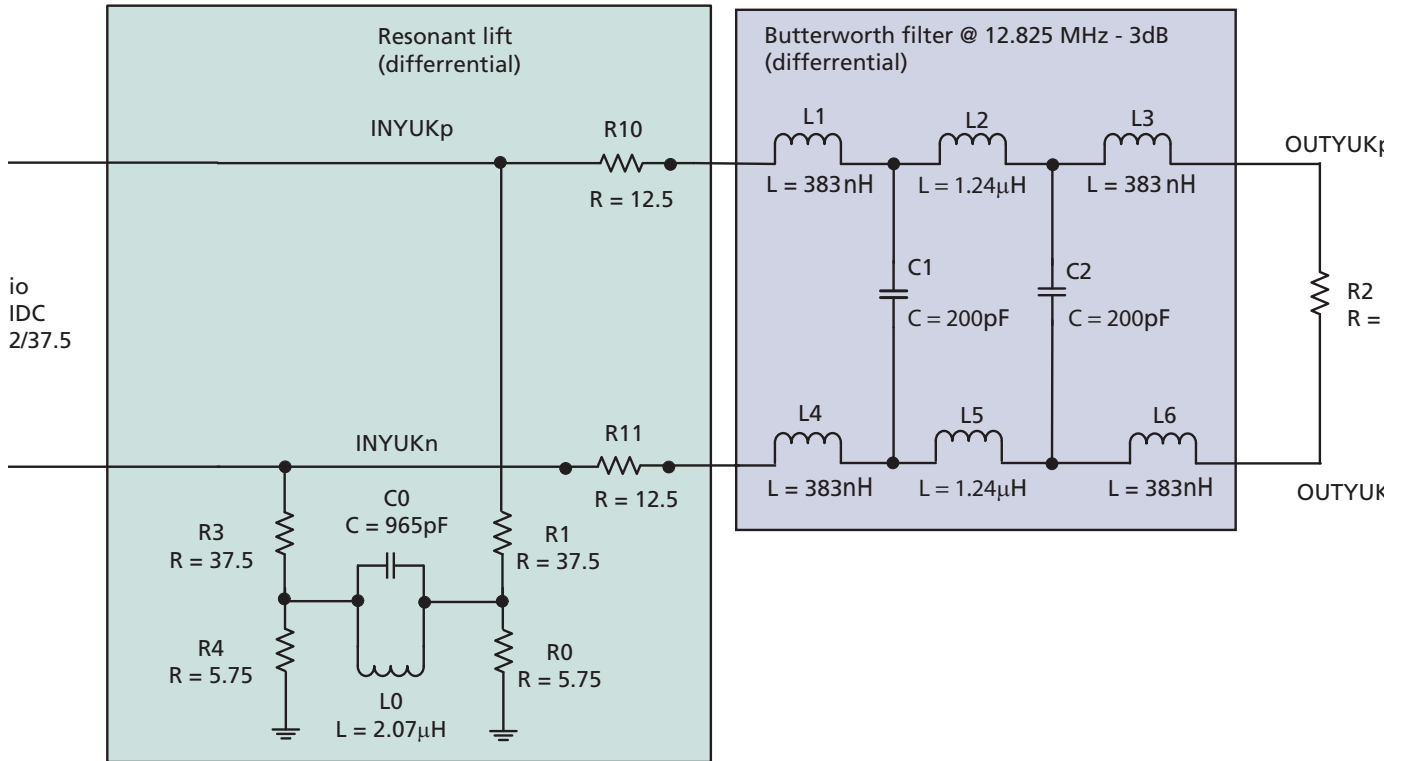 Resonant lift
(differrential)
Butterworth filter @ 12.825 MHz - 3dB
(differrential)
INYUKp
R10
R = 12.5
L1
L = 383nH
L2
L = 1.24μH
L3
L = 383 nH
OUTYUKp
io
IDC
2/37.5
C1
C = 200pF
C2
C = 200pF
R2
R =
INYUKn
R11
R = 12.5
L4
L = 383nH
L5
L = 1.24μH
L6
L = 383nH
OUTYUK
C0
C = 965pF
R3
R = 37.5
R1
R = 37.5
R4
R = 5.75
R0
R = 5.75
L0
L = 2.07μH